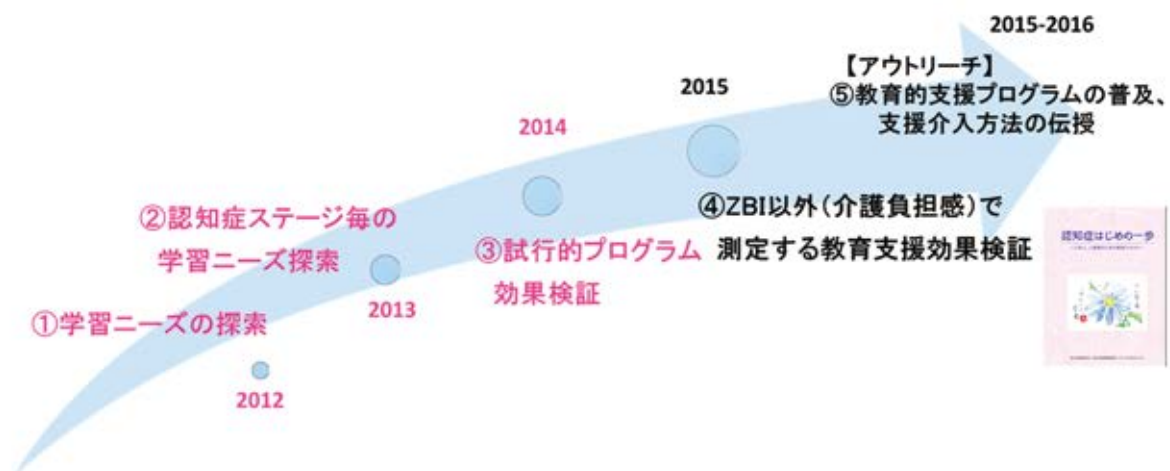 ①学習ニーズの探索
2012
②認知症ステージ毎の
学習ニーズ探索
2013
2014
③試行的プログラム
効果検証
2015
④ZBI以外(介護負担感)で
測定する教育支援効果検証
2015-2016
【アウトリーチ】
⑤教育的支援プログラムの普及、
支援介入方法の伝授
認知症はじめの一歩